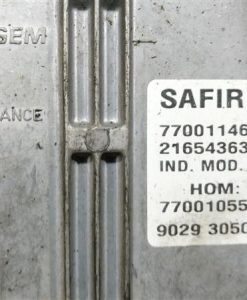 SEM
ANCE
SAFIR
77001146
21654363
IND. MOD.
HOM:
77001055
9029 3050